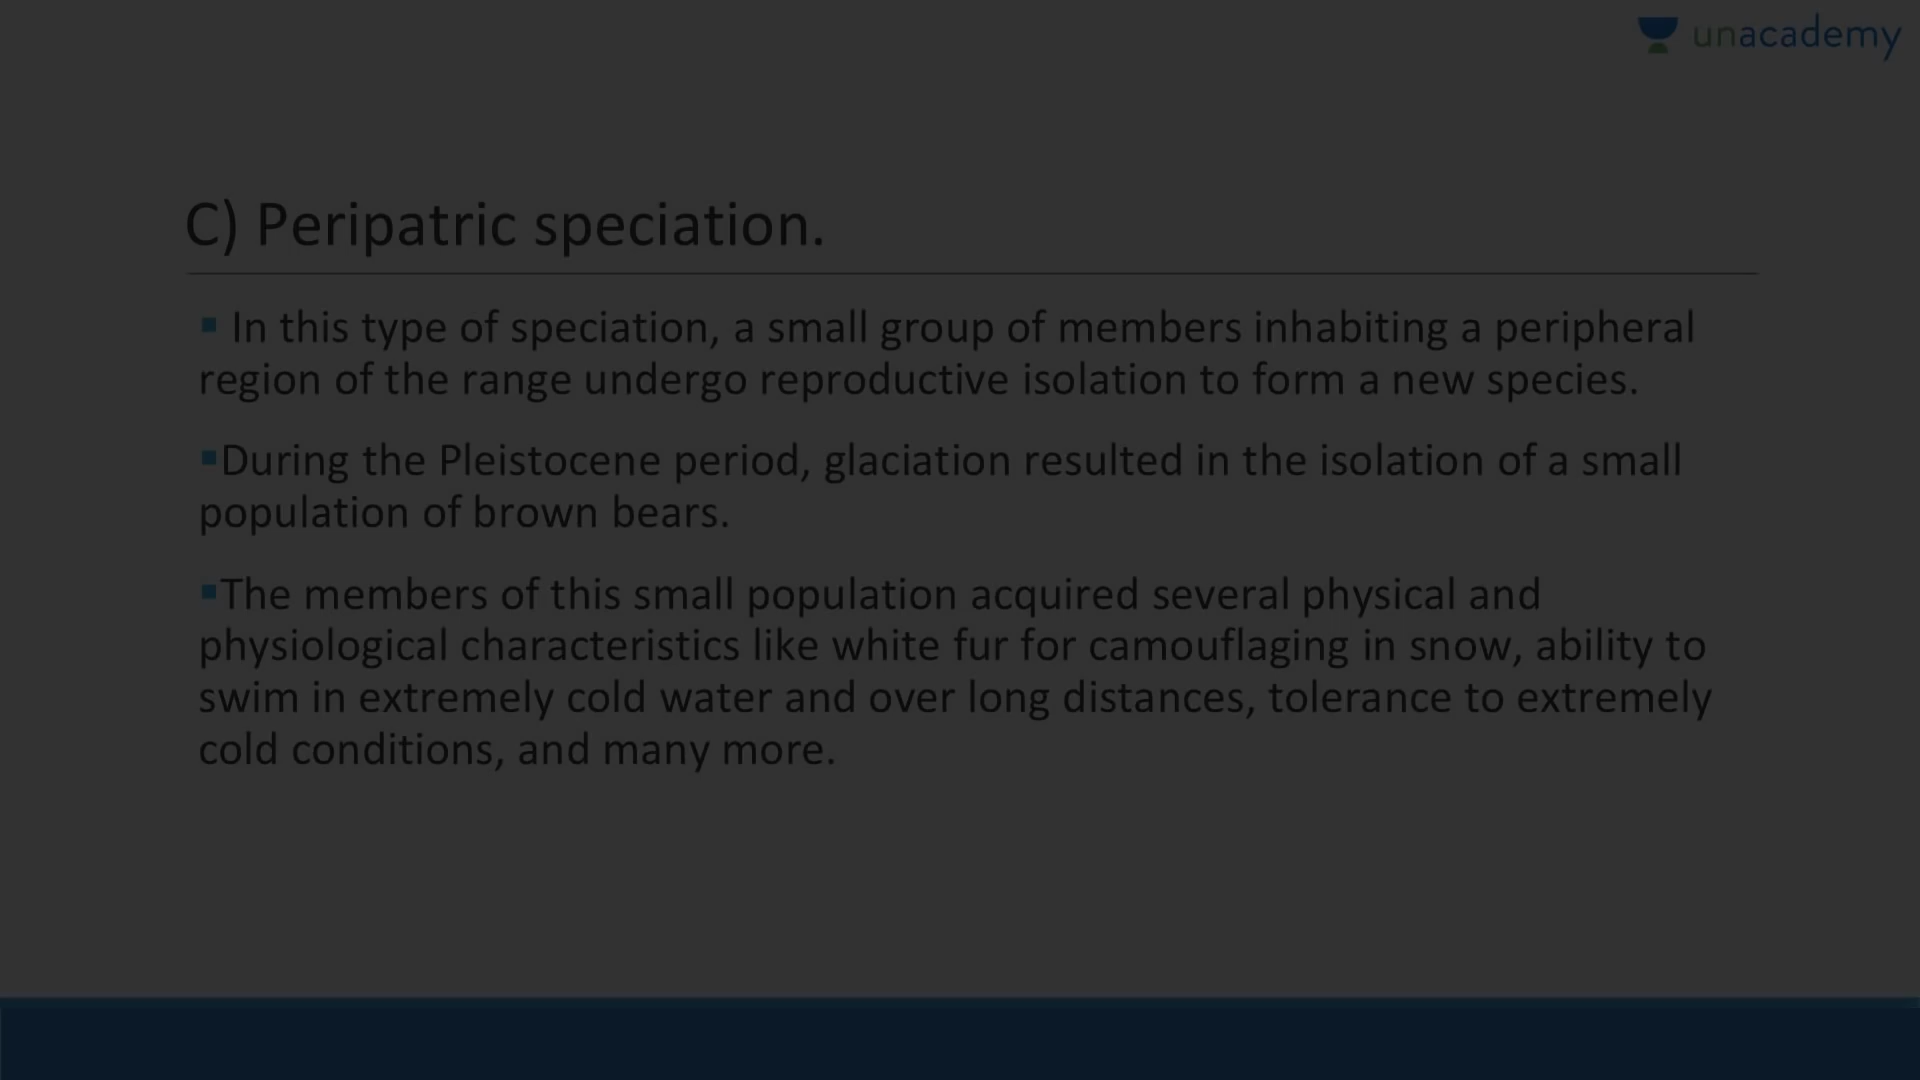 unacademy
C) Peripatric speciation.
▪ In this type of speciation, a small group of members inhabiting a peripheral
region of the range undergo reproductive isolation to form a new species.
▪During the Pleistocene period, glaciation resulted in the isolation of a small
population of brown bears.
▪The members of this small population acquired several physical and
physiological characteristics like white fur for camouflaging in snow, ability to
swim in extremely cold water and over long distances, tolerance to extremely
cold conditions, and many more.